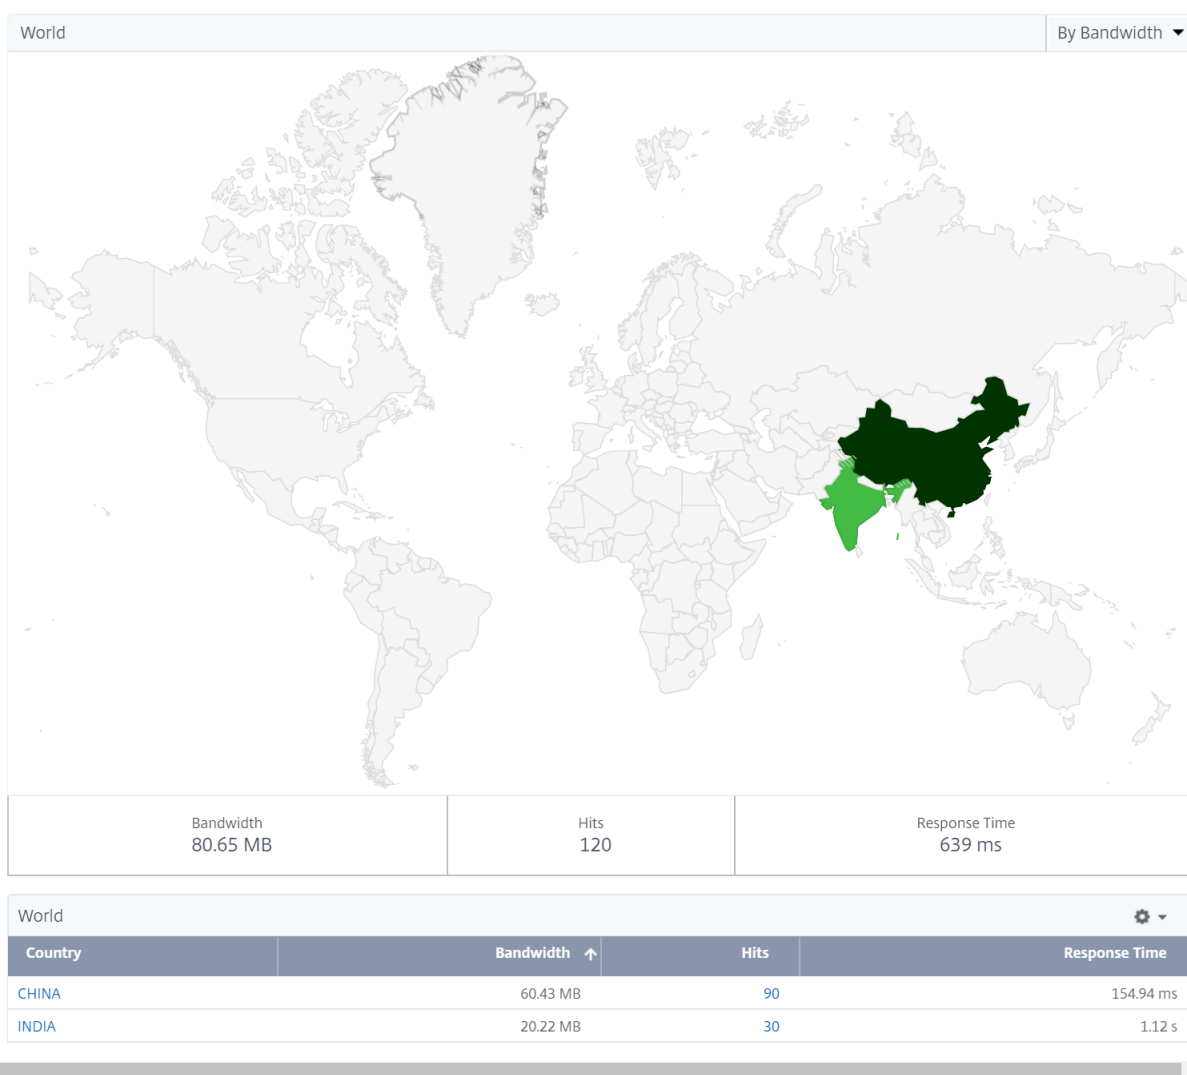 World By Bandwidth
Bandwidth Hits Response Time
80.65 MB 120 639 ms
World
Country Bandwidth Hits Response Time
CHINA 60.43 MB 90 154.94 ms
INDIA 20.22 MB 30 1.12 s